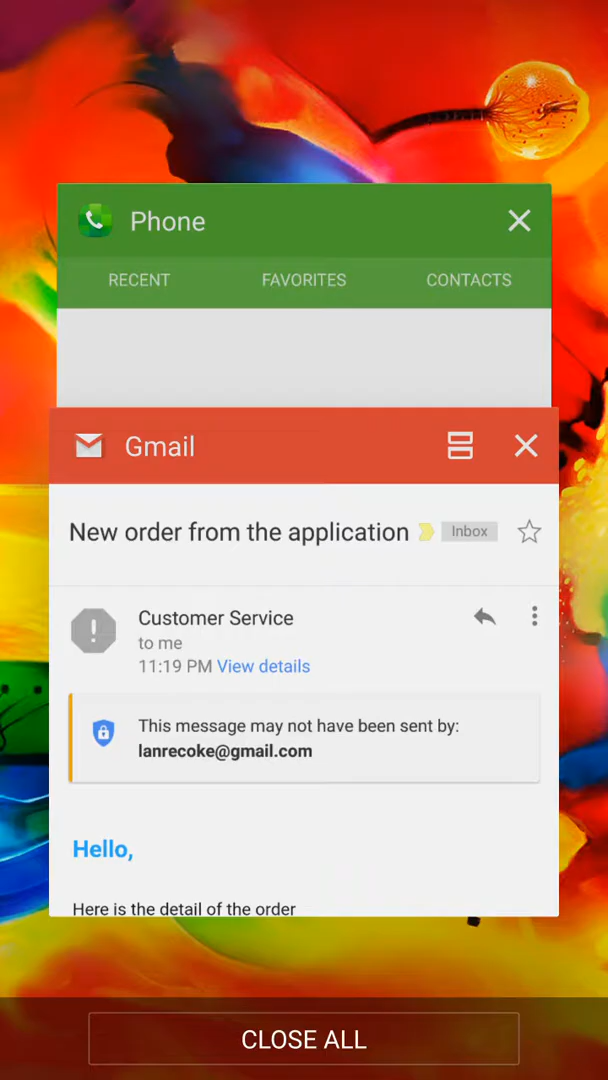 Phone
RECENT FAVORITES CONTACTS
Gmail
New order from the application Inbox
Customer Service
to me
11:19 PM View details
This message may not have been sent by:
lanrecoke@gmail.com
Hello,
Here is the detail of the order
CLOSE ALL